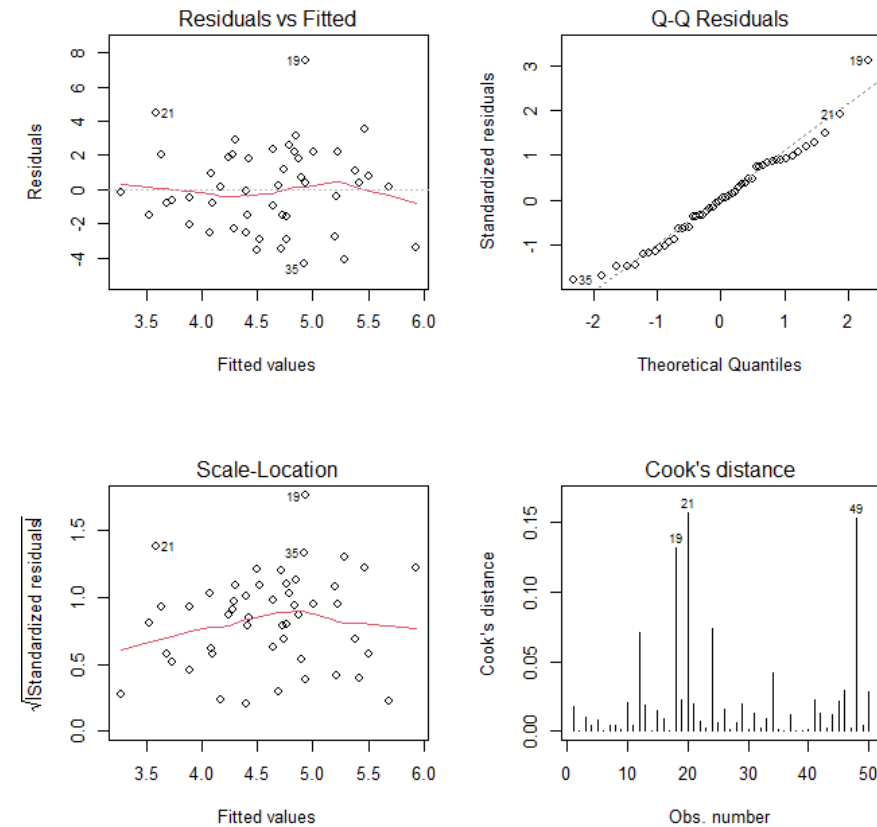 Residuals vs Fitted
Residuals
8
6
4
2
0
-2
-4
19
21
35
3.5 4.0 4.5 5.0 5.5 6.0
Fitted values
Q-Q Residuals
Standardized residuals
3
2
1
0
-1
19
21
35
-2 -1 0 1 2
Theoretical Quantiles
Scale-Location
√|Standardized residuals|
1.5
1.0
0.5
0.0
19
21
35
3.5 4.0 4.5 5.0 5.5 6.0
Fitted values
Cook's distance
Cook's distance
0.15
0.10
0.05
0.00
21
49
19
0 10 20 30 40 50
Obs. number